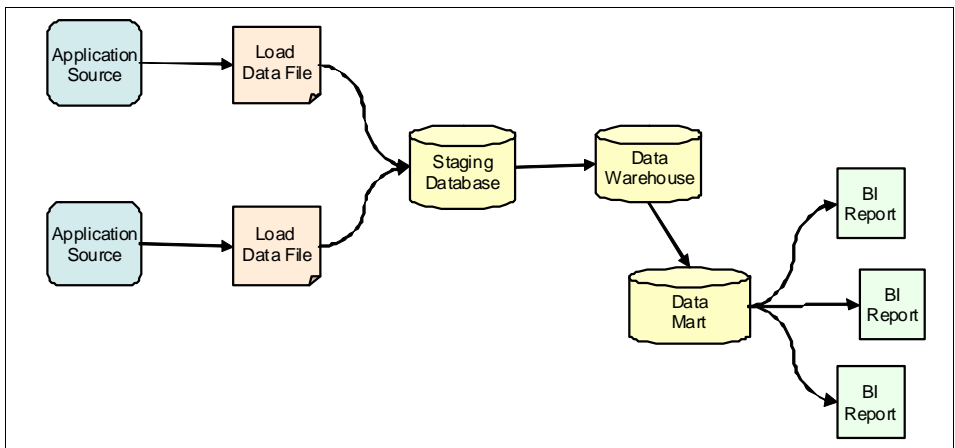 Application
Source
Load
Data File
Application
Source
Load
Data File
Staging
Database
Data
Warehouse
Data
Mart
BI
Report
BI
Report
BI
Report